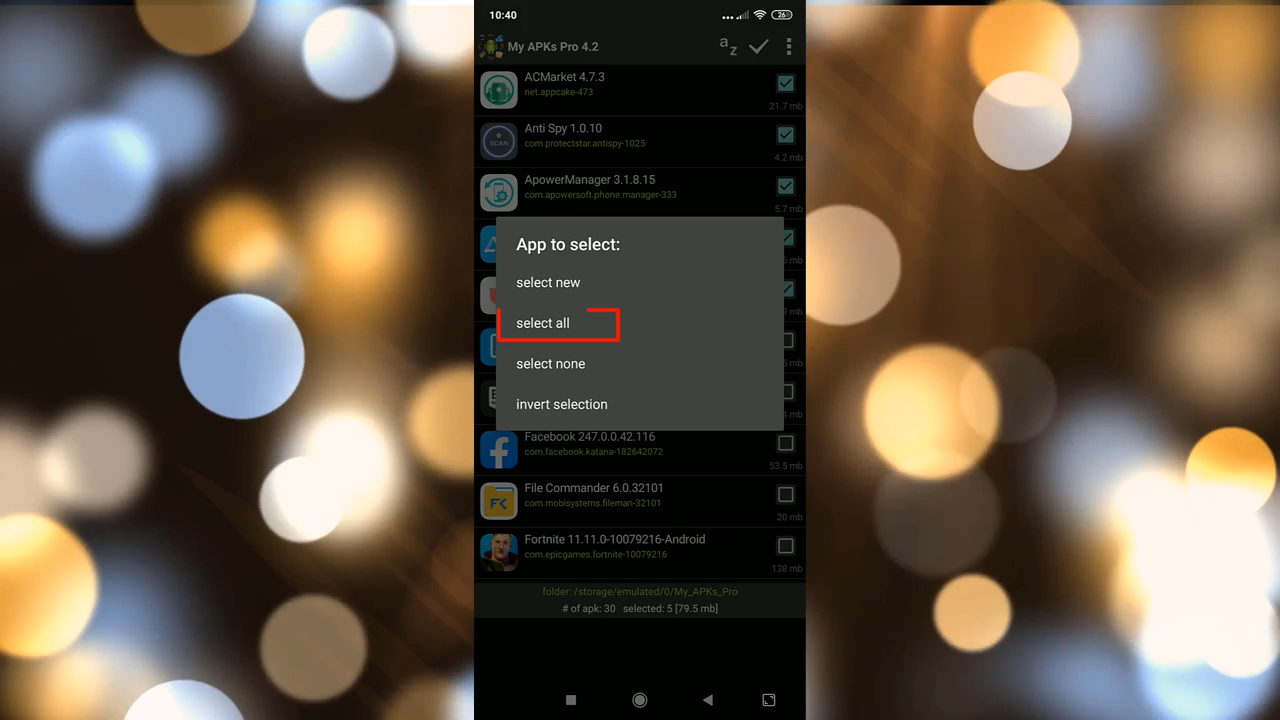 10:40
26
My APKs Pro 4.2
a z
ACMarket 4.7.3
net.appcake-473
21.7 mb
Anti Spy 1.0.10
SCAN
com.protectstar.antispy-1025
4.2 mb
ApowerManager 3.1.8.15
com.apowersoft.phone.manager-333
5.7 mb
App to select:
select new
select all
select none
invert selection
Facebook 247.0.0.42.116
com.facebook.katana-182642072
53.5 mb
File Commander 6.0.32101
com.mobisystems.fileman-32101
20 mb
Fortnite 11.11.0-10079216-Android
com.epicgames.fortnite-10079216
138 mb
folder: /storage/emulated/0/My_APKs_Pro
# of apk: 30 selected: 5 [79.5 mb]